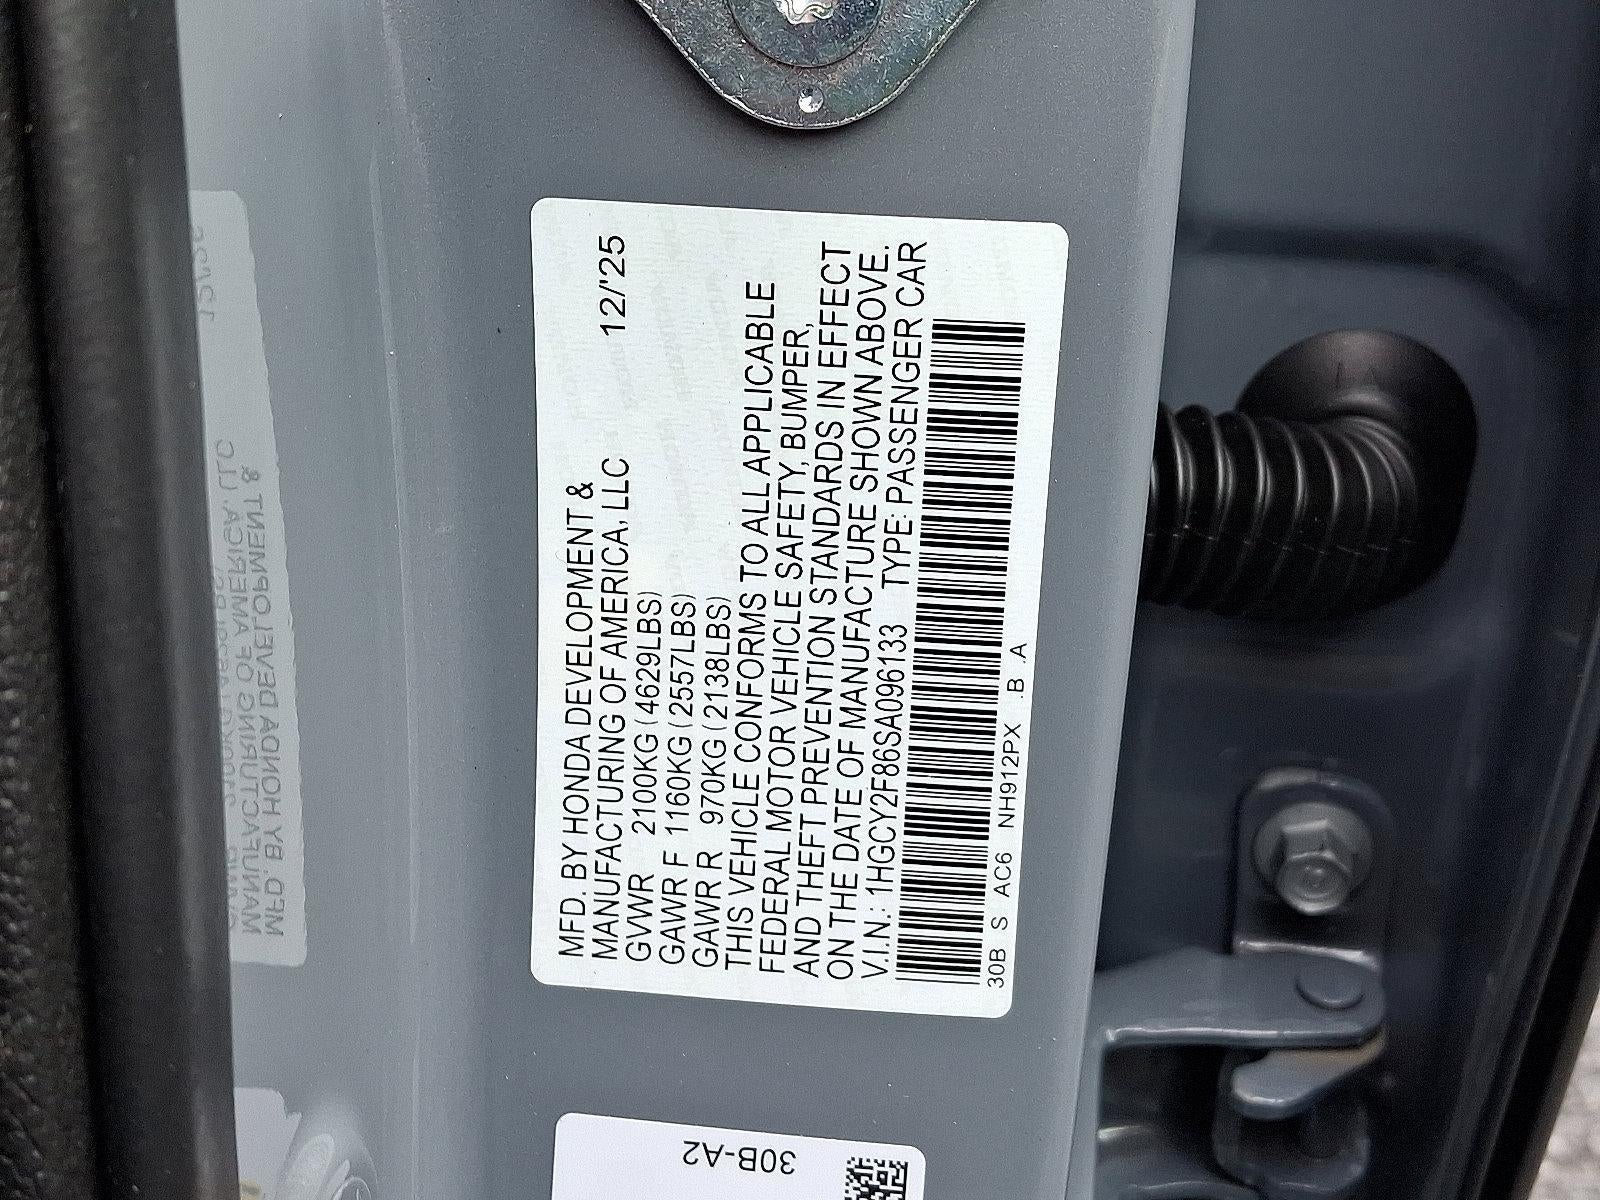 MFD. BY HONDA DEVELOPMENT &
MANUFACTURING OF AMERICA, LLC 12/'25
GVWR 2100KG (4629LBS)
GAWR F 1160KG (2557LBS)
GAWR R 970KG (2138LBS)
THIS VEHICLE CONFORMS TO ALL APPLICABLE
FEDERAL MOTOR VEHICLE SAFETY, BUMPER,
AND THEFT PREVENTION STANDARDS IN EFFECT
ON THE DATE OF MANUFACTURE SHOWN ABOVE.
V.I.N.: 1HGCY2F86SA096133 TYPE: PASSENGER CAR
30B S AC6 NH912PX .B .A
30B-A2